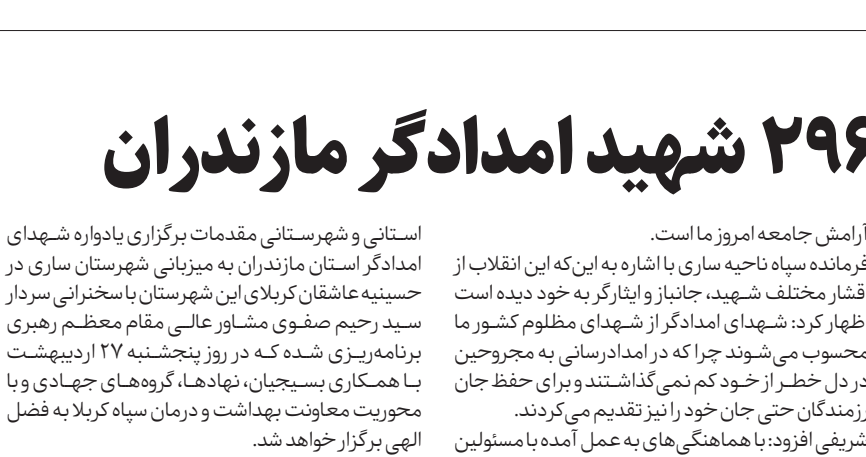 ۲۹۶ شهید امدادگر مازندران
آرامش جامعه امروز ما است.
فرمانده سپاه ناحیه ساری با اشاره به این‌که این انقلاب از
قشار مختلف شهید، جانباز و ایثارگر به خود دیده است
ظهار کرد: شهدای امدادگر از شهدای مظلوم کشور ما
محسوب می‌شوند چرا که در امدادرسانی به مجروحین
در دل خطر از خود کم نمی‌گذاشتند و برای حفظ جان
رزمندگان حتی جان خود را نیز تقدیم می‌کردند.
شریفی افزود: با هماهنگی‌های به عمل آمده با مسئولین
استانی و شهرستانی مقدمات برگزاری یادواره شهدای
امدادگر استان مازندران به میزبانی شهرستان ساری در
حسینیه عاشقان کربلای این شهرستان با سخنرانی سردار
سید رحیم صفوی مشاور عالی مقام معظم رهبری
برنامه‌ریزی شده که در روز پنجشنبه ۲۷ اردیبهشت
با همکاری بسیجیان، نهادها، گروه‌های جهادی و با
محوریت معاونت بهداشت و درمان سپاه کربلا به فضل
الهی برگزار خواهد شد.